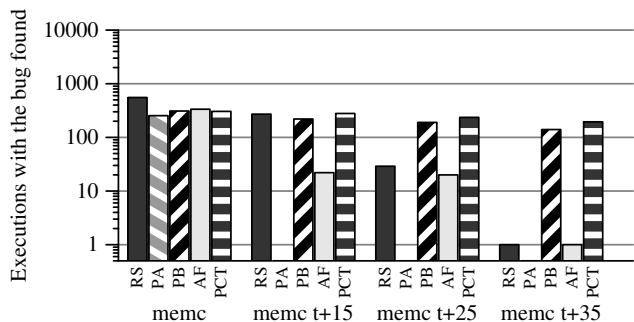 Executions with the bug found
10000
1000
100
10
1
RS PA PB AF PCT RS PA PB AF PCT RS PA PB AF PCT RS PA PB AF PCT
memc memc t+15 memc t+25 memc t+35